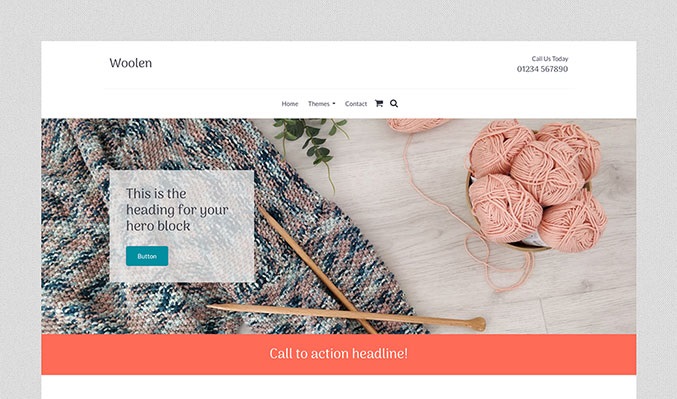 Woolen
Call Us Today
01234 567890
Home Themes Contact
This is the
heading for your
hero block
Button
Call to action headline!